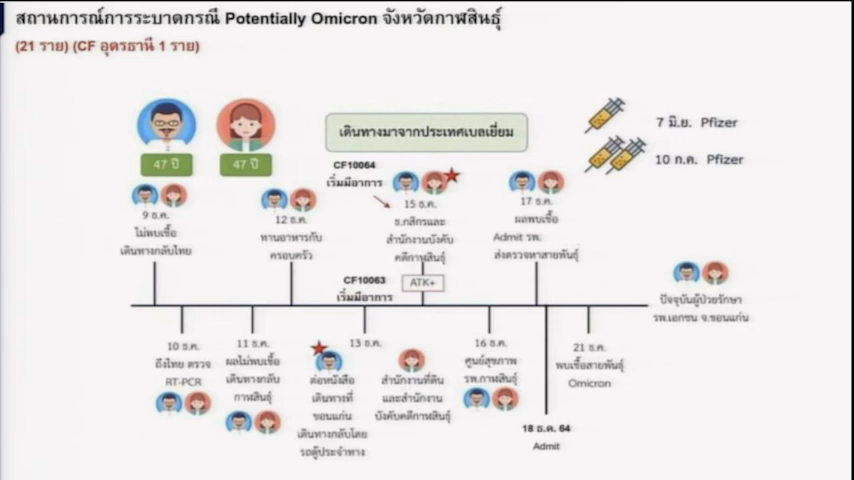 สถานการณ์การระบาดกรณี Potentially Omicron จังหวัดกาฬสินธุ์
(21 ราย) (CF อุดรธานี 1 ราย)
เดินทางมาจากประเทศเบลเยี่ยม
7 มิ.ย. Pfizer
10 ก.ค. Pfizer
47 ปี
47 ปี
9 ธ.ค.
ไม่พบเชื้อ
เดินทางกลับไทย
12 ธ.ค.
ทานอาหารกับ
ครอบครัว
CF10064
เริ่มมีอาการ
15 ธ.ค.
ธ.กสิกรและ
สำนักงานบังคับ
คดีกาฬสินธุ์
ATK+
17 ธ.ค.
ผลพบเชื้อ
Admit รพ.
ส่งตรวจหาสายพันธุ์
CF10063
เริ่มมีอาการ
ปัจจุบันผู้ป่วยรักษา
รพ.เอกชน จ.ขอนแก่น
10 ธ.ค.
ถึงไทย ตรวจ
RT-PCR
11 ธ.ค.
ผลไม่พบเชื้อ
เดินทางกลับ
กาฬสินธุ์
13 ธ.ค.
ต่อหนังสือ
เดินทางที่
ขอนแก่น
เดินทางกลับโดย
รถตู้ประจำทาง
สำนักงานที่ดิน
และสำนักงาน
บังคับคดีกาฬสินธุ์
16 ธ.ค.
ศูนย์สุขภาพ
รพ.กาฬสินธุ์
18 ธ.ค. 64
Admit
21 ธ.ค.
พบเชื้อสายพันธุ์
Omicron